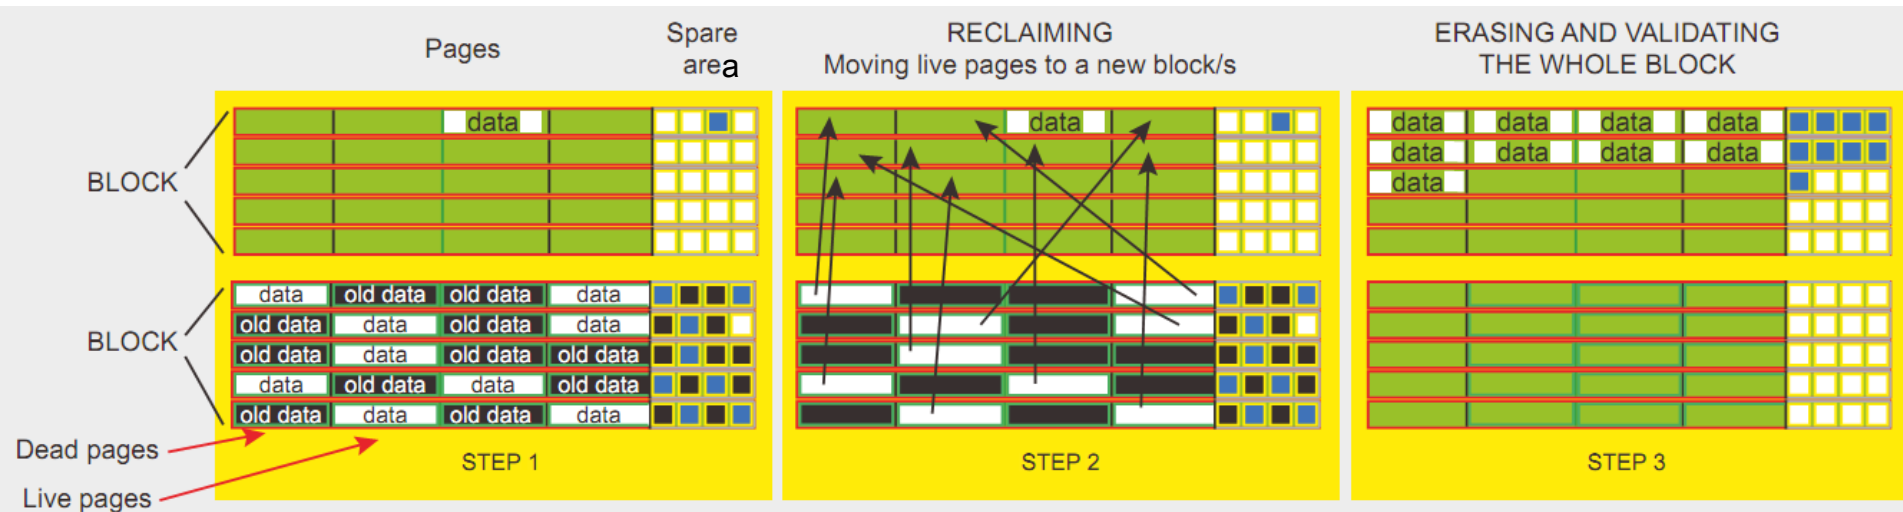 Pages
Spare
area
RECLAIMING
Moving live pages to a new block/s
ERASING AND VALIDATING
THE WHOLE BLOCK
BLOCK
data
data
data data data data
data data data data
data
BLOCK
data old data old data data
old data data old data data
old data data old data old data
data old data data old data
old data data old data data
Dead pages
Live pages
STEP 1
STEP 2
STEP 3